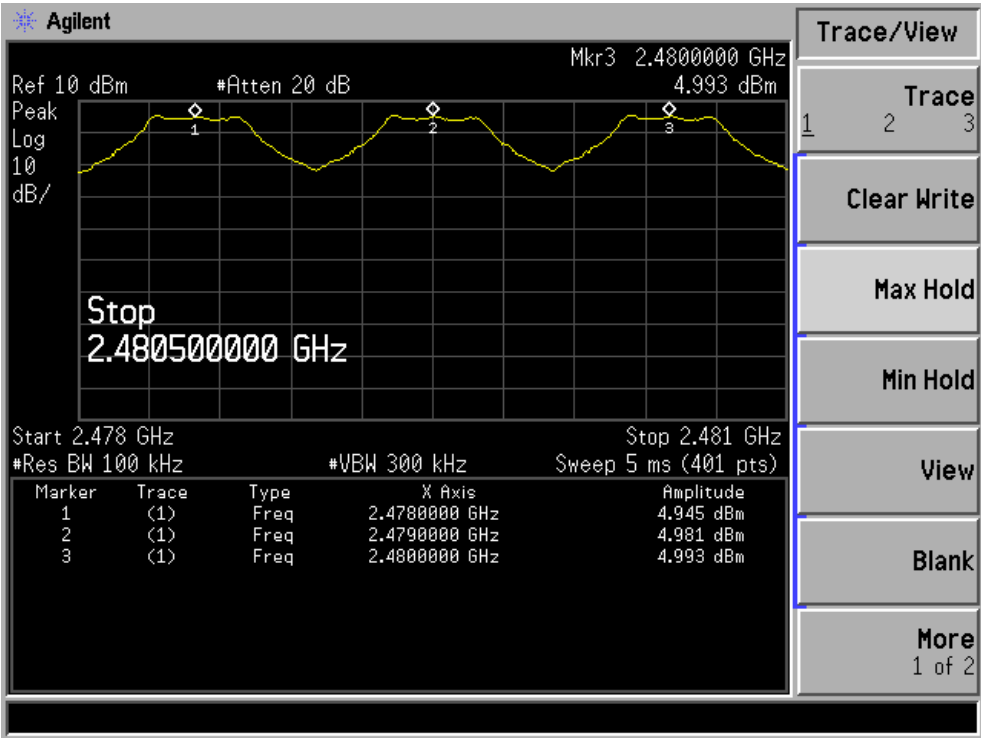 Agilent
Trace/View
Mkr3 2.4800000 GHz
Ref 10 dBm #Atten 20 dB 4.993 dBm
Peak
Log
10
dB/
1 2 3
Stop
2.480500000 GHz
Start 2.478 GHz Stop 2.481 GHz
#Res BW 100 kHz #VBW 300 kHz Sweep 5 ms (401 pts)
Marker Trace Type X Axis Amplitude
1 (1) Freq 2.4780000 GHz 4.945 dBm
2 (1) Freq 2.4790000 GHz 4.981 dBm
3 (1) Freq 2.4800000 GHz 4.993 dBm
Trace
1 2 3
Clear Write
Max Hold
Min Hold
View
Blank
More
1 of 2